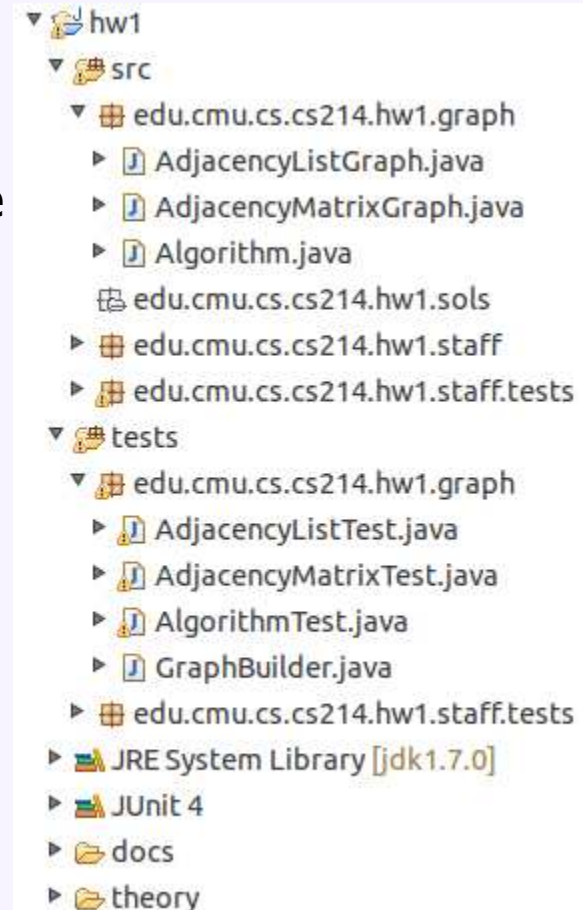 hw1
src
edu.cmu.cs.cs214.hw1.graph
AdjacencyListGraph.java
e
AdjacencyMatrixGraph.java
Algorithm.java
edu.cmu.cs.cs214.hw1.sols
edu.cmu.cs.cs214.hw1.staff
edu.cmu.cs.cs214.hw1.staff.tests
tests
edu.cmu.cs.cs214.hw1.graph
AdjacencyListTest.java
AdjacencyMatrixTest.java
AlgorithmTest.java
GraphBuilder.java
edu.cmu.cs.cs214.hw1.staff.tests
JRE System Library [jdk1.7.0]
JUnit 4
docs
theory